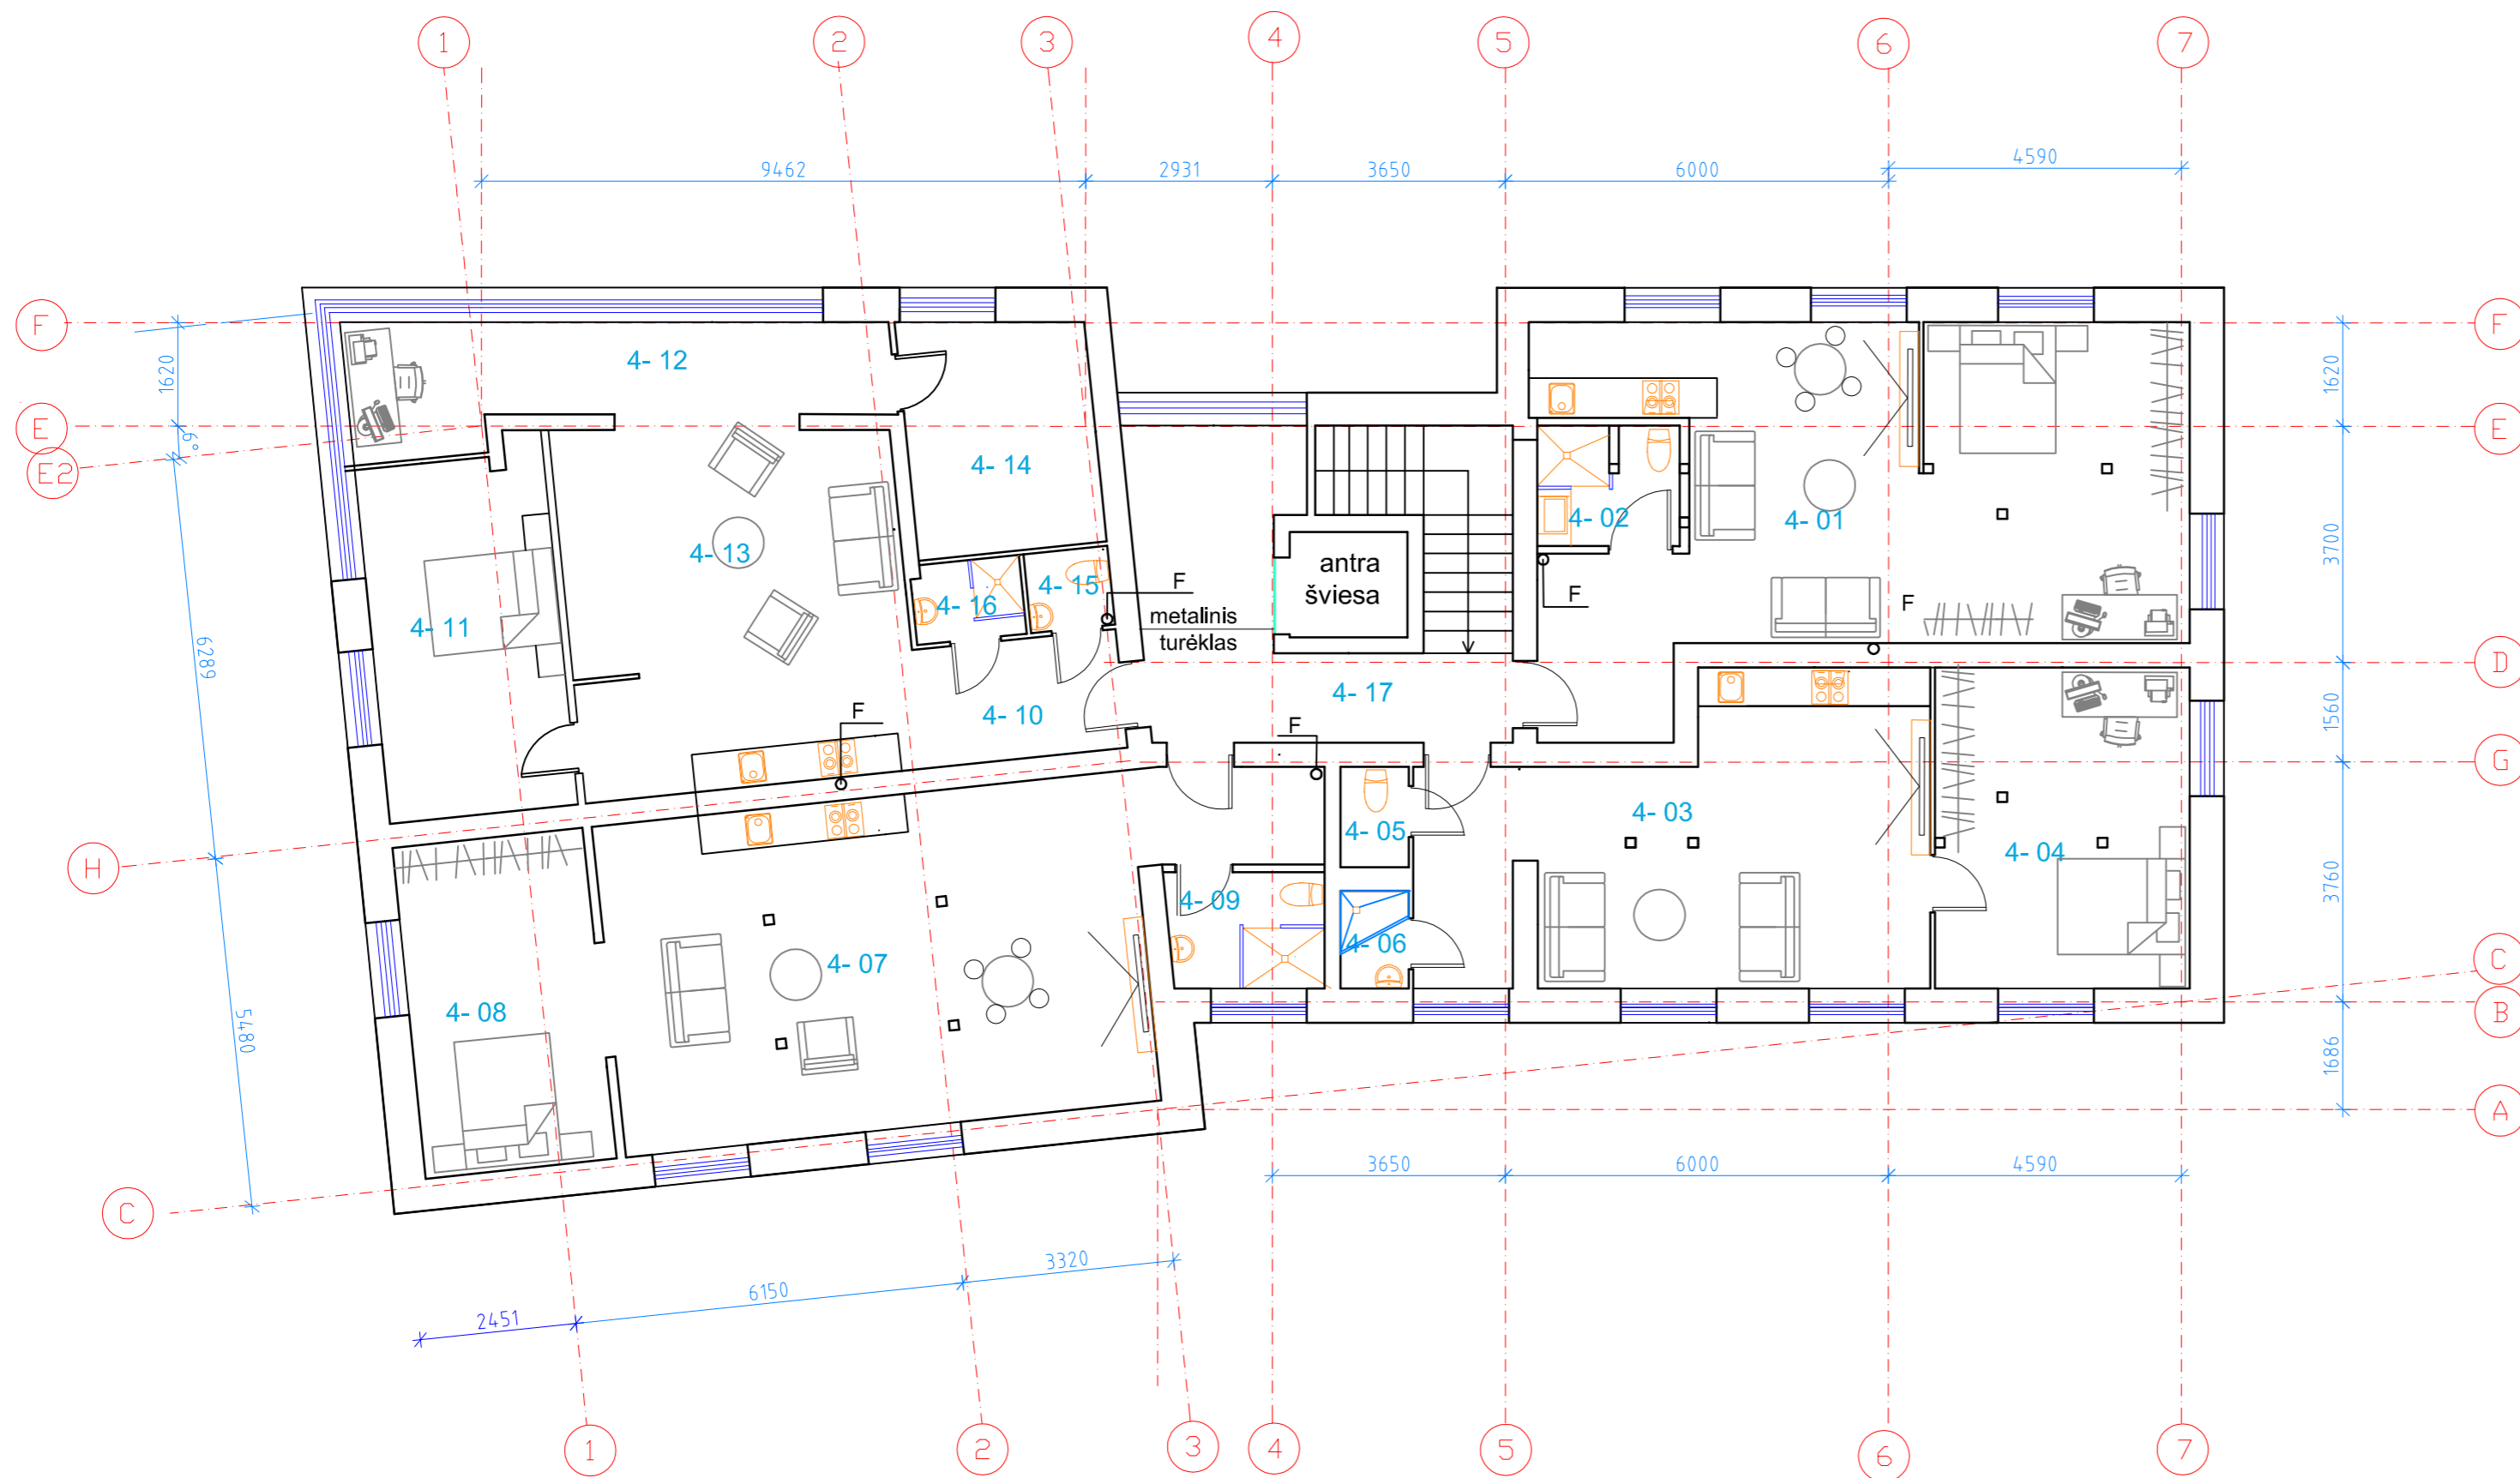 1
2
3
4
5
6
7
9462
2931
3650
6000
4590
F
F
1620
4- 12
1620
E
E
6°
E2
4- 14
4- 02
4- 01
3700
4- 13
antra
šviesa
4- 16
4- 15
F
F
F
metalinis
turėklas
4- 11
6289
D
4- 17
4- 10
F
F
1560
G
4- 03
4- 05
4- 04
H
4- 09
3760
4- 06
4- 07
C
4- 08
B
5480
1686
A
3650
6000
4590
C
3320
6150
2451
1
2
3
4
5
6
7